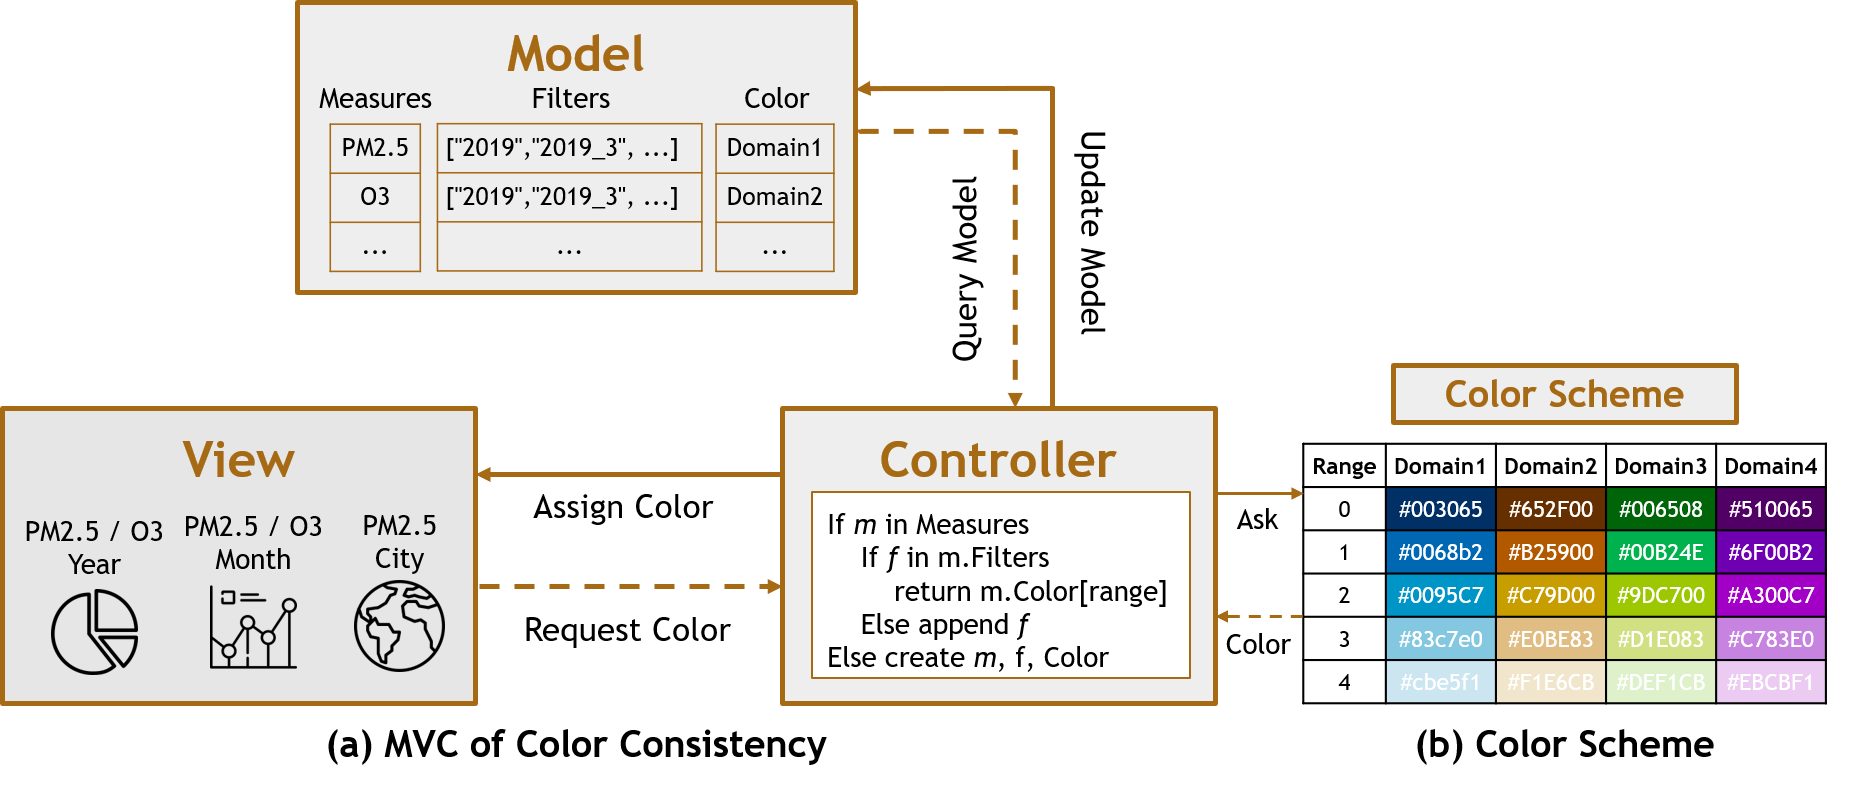 Model
Measures Filters Color
PM2.5 ["2019","2019_3", ...] Domain1
O3 ["2019","2019_3", ...] Domain2
... ... ...
Query Model
Update Model
View
PM2.5 / O3
Year
PM2.5 / O3
Month
PM2.5
City
Assign Color
Request Color
Controller
If m in Measures
If f in m.Filters
return m.Color[range]
Else append f
Else create m, f, Color
Ask
Color
Color Scheme
Range Domain1 Domain2 Domain3 Domain4
0 #003065 #652F00 #006508 #510065
1 #0068b2 #B25900 #00B24E #6F00B2
2 #0095C7 #C79D00 #9DC700 #A300C7
3 #83c7e0 #E0BE83 #D1E083 #C783E0
4 #cbe5f1 #F1E6CB #DEF1CB #EBCBF1
(a) MVC of Color Consistency
(b) Color Scheme